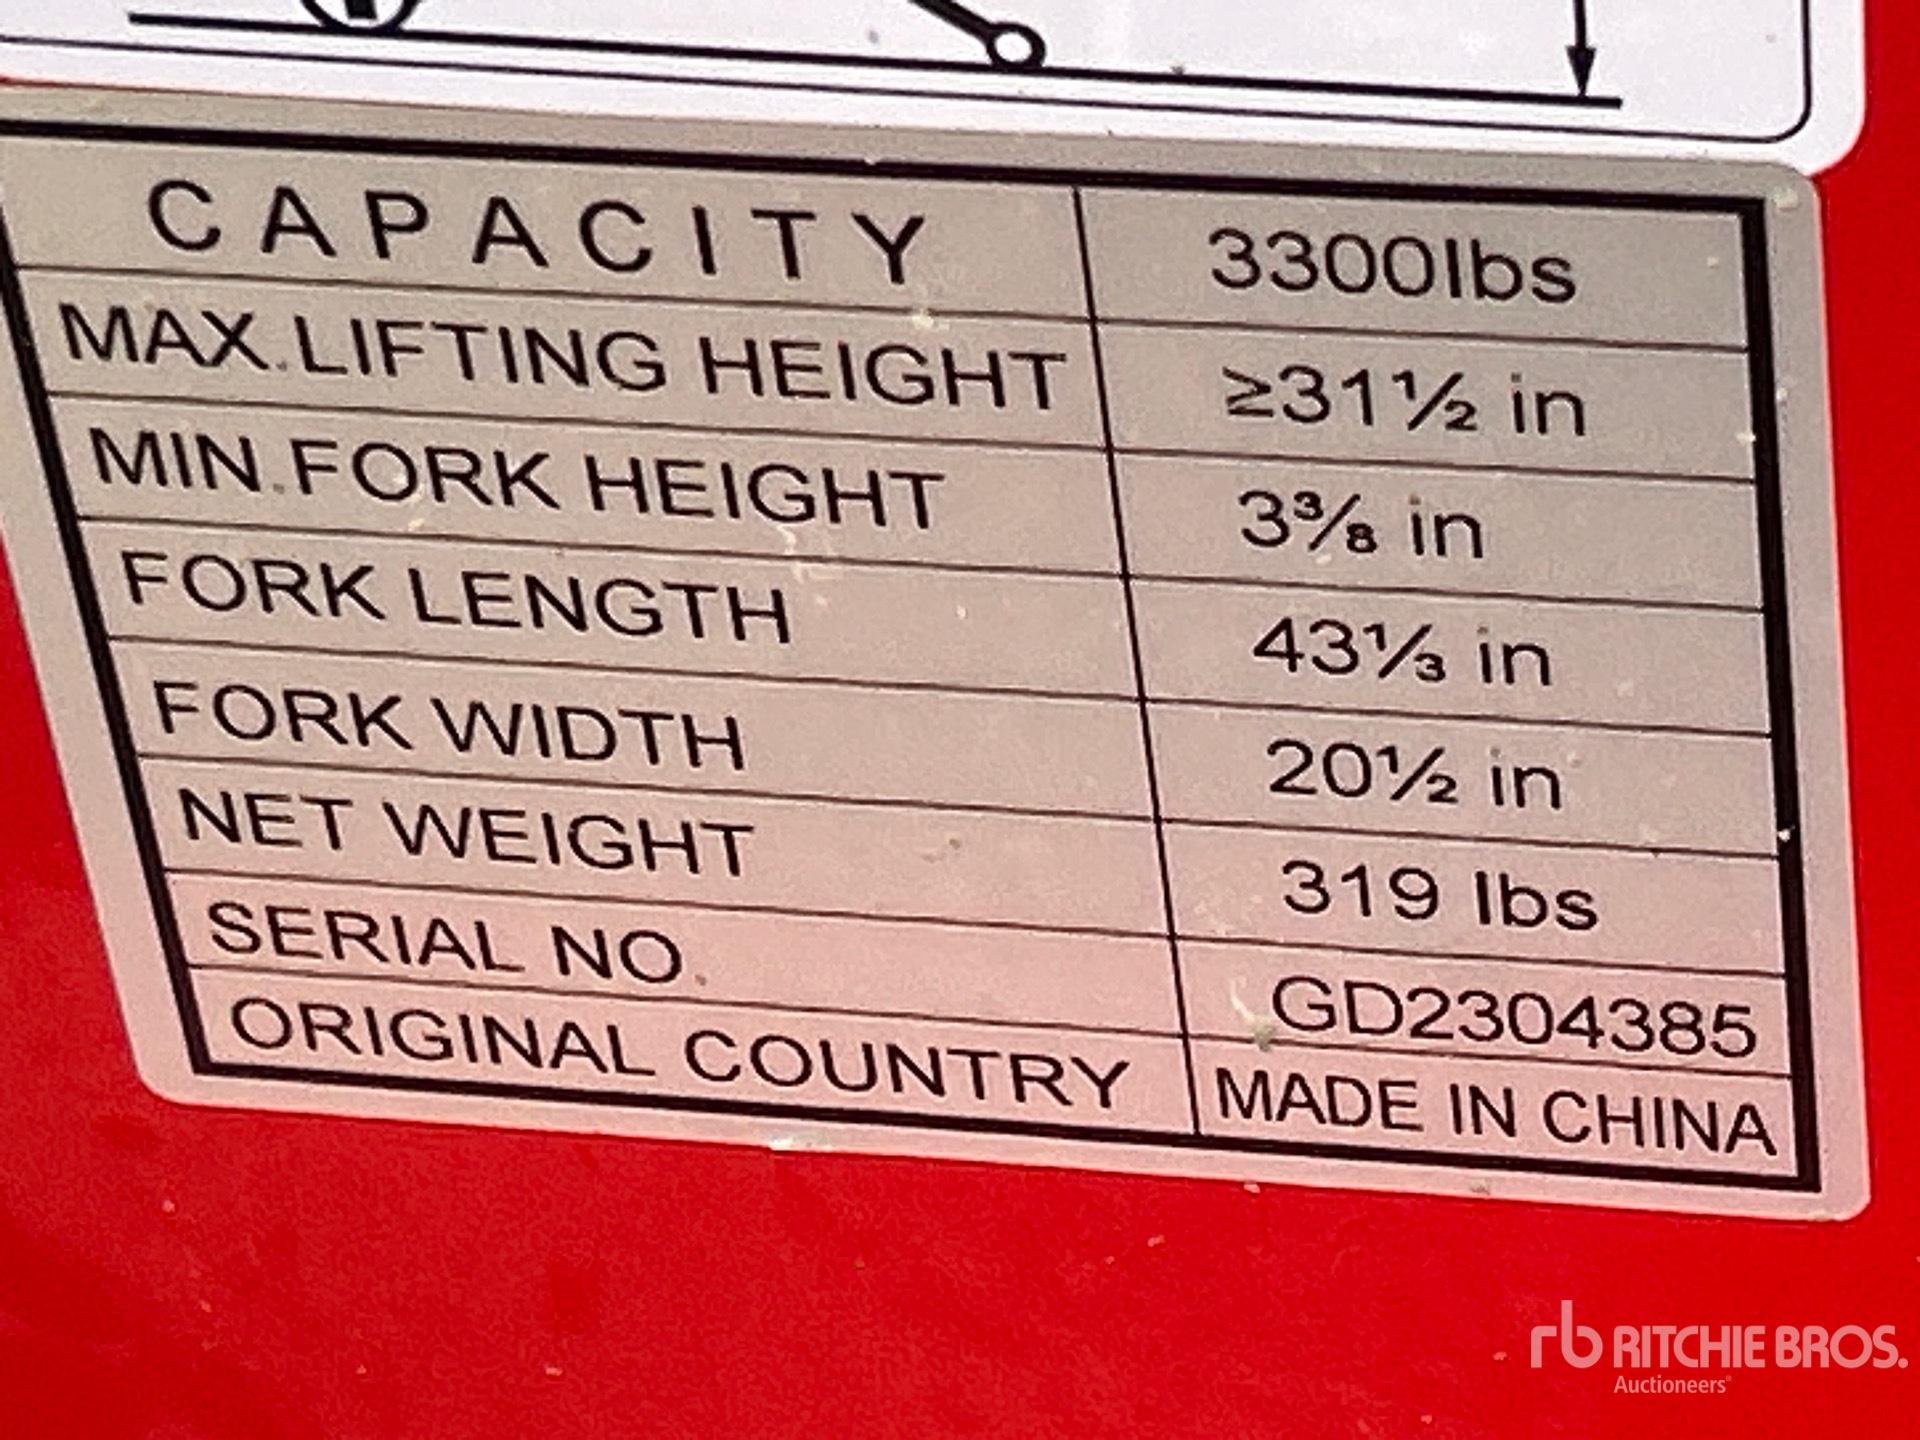 CAPACITY 3300lbs
MAX.LIFTING HEIGHT ≥31½ in
MIN.FORK HEIGHT 3⅜ in
FORK LENGTH 43⅓ in
FORK WIDTH 20½ in
NET WEIGHT 319 lbs
SERIAL NO. GD2304385
ORIGINAL COUNTRY MADE IN CHINA
rb RITCHIE BROS.
Auctioneers®